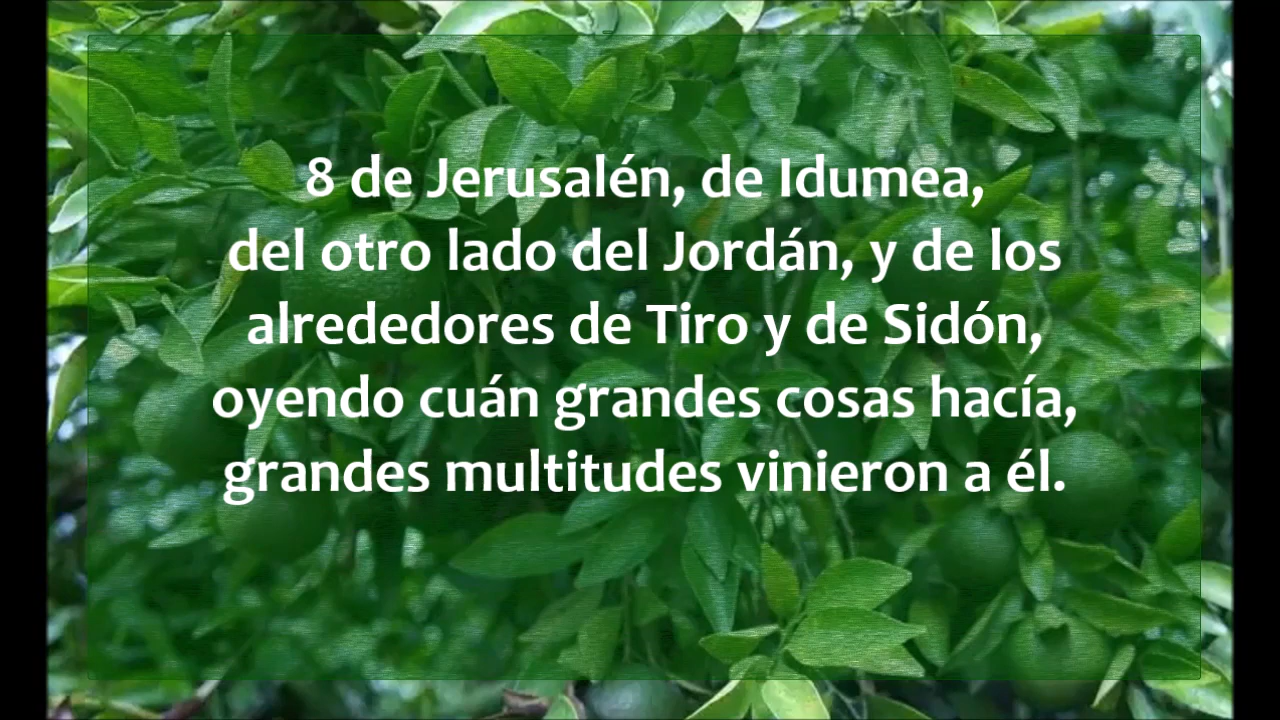 8 de Jerusalén, de Idumea,
del otro lado del Jordán, y de los
alrededores de Tiro y de Sidón,
oyendo cuán grandes cosas hacía,
grandes multitudes vinieron a él.